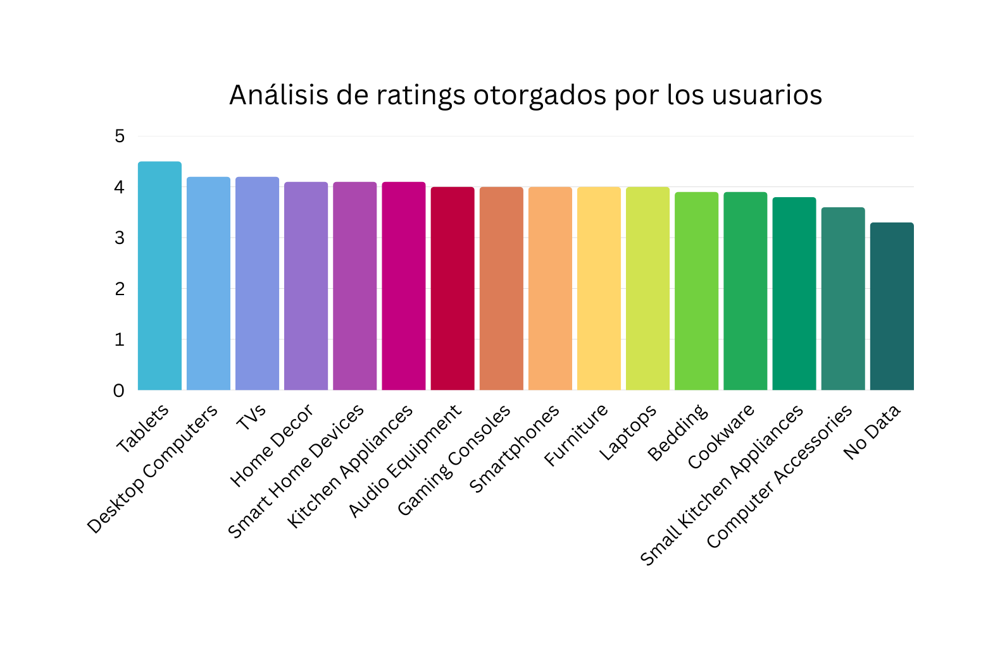 Análisis de ratings otorgados por los usuarios
5
4
3
2
1
0
Tablets
Desktop Computers
TVs
Home Decor
Smart Home Devices
Kitchen Appliances
Audio Equipment
Gaming Consoles
Smartphones
Furniture
Laptops
Bedding
Cookware
Small Kitchen Appliances
Computer Accessories
No Data